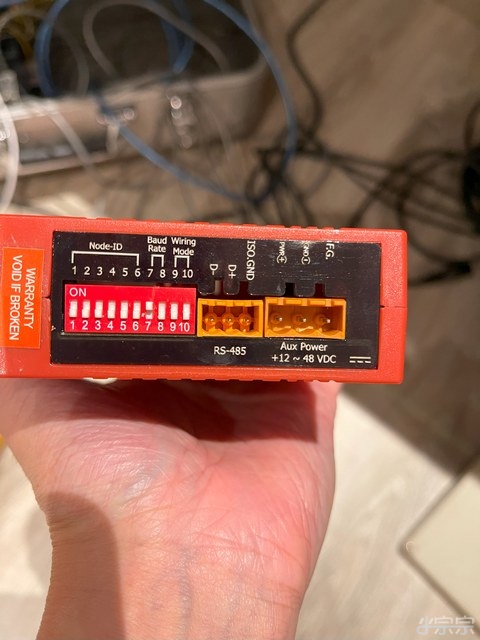 WARRANTY
VOID IF BROKEN
Node-ID
Baud
Rate
Wiring
Mode
1 2 3 4 5 6 7 8 9 10
ON
1 2 3 4 5 6 7 8 9 10
D-
D+
ISO.GND
F.G.
RS-485
Aux Power
+12 ~ 48 VDC